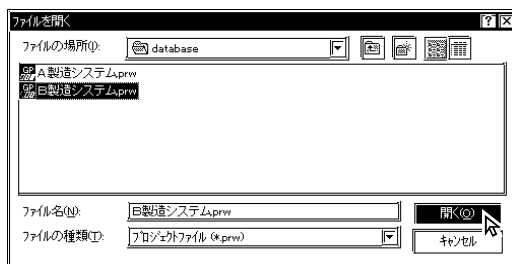 ファイルを開く
ファイルの場所(I):
database
A製造システム.prw
B製造システム.prw
ファイル名(N):
B製造システム.prw
開く(O)
ファイルの種類(T):
プロジェクトファイル (*.prw)
キャンセル